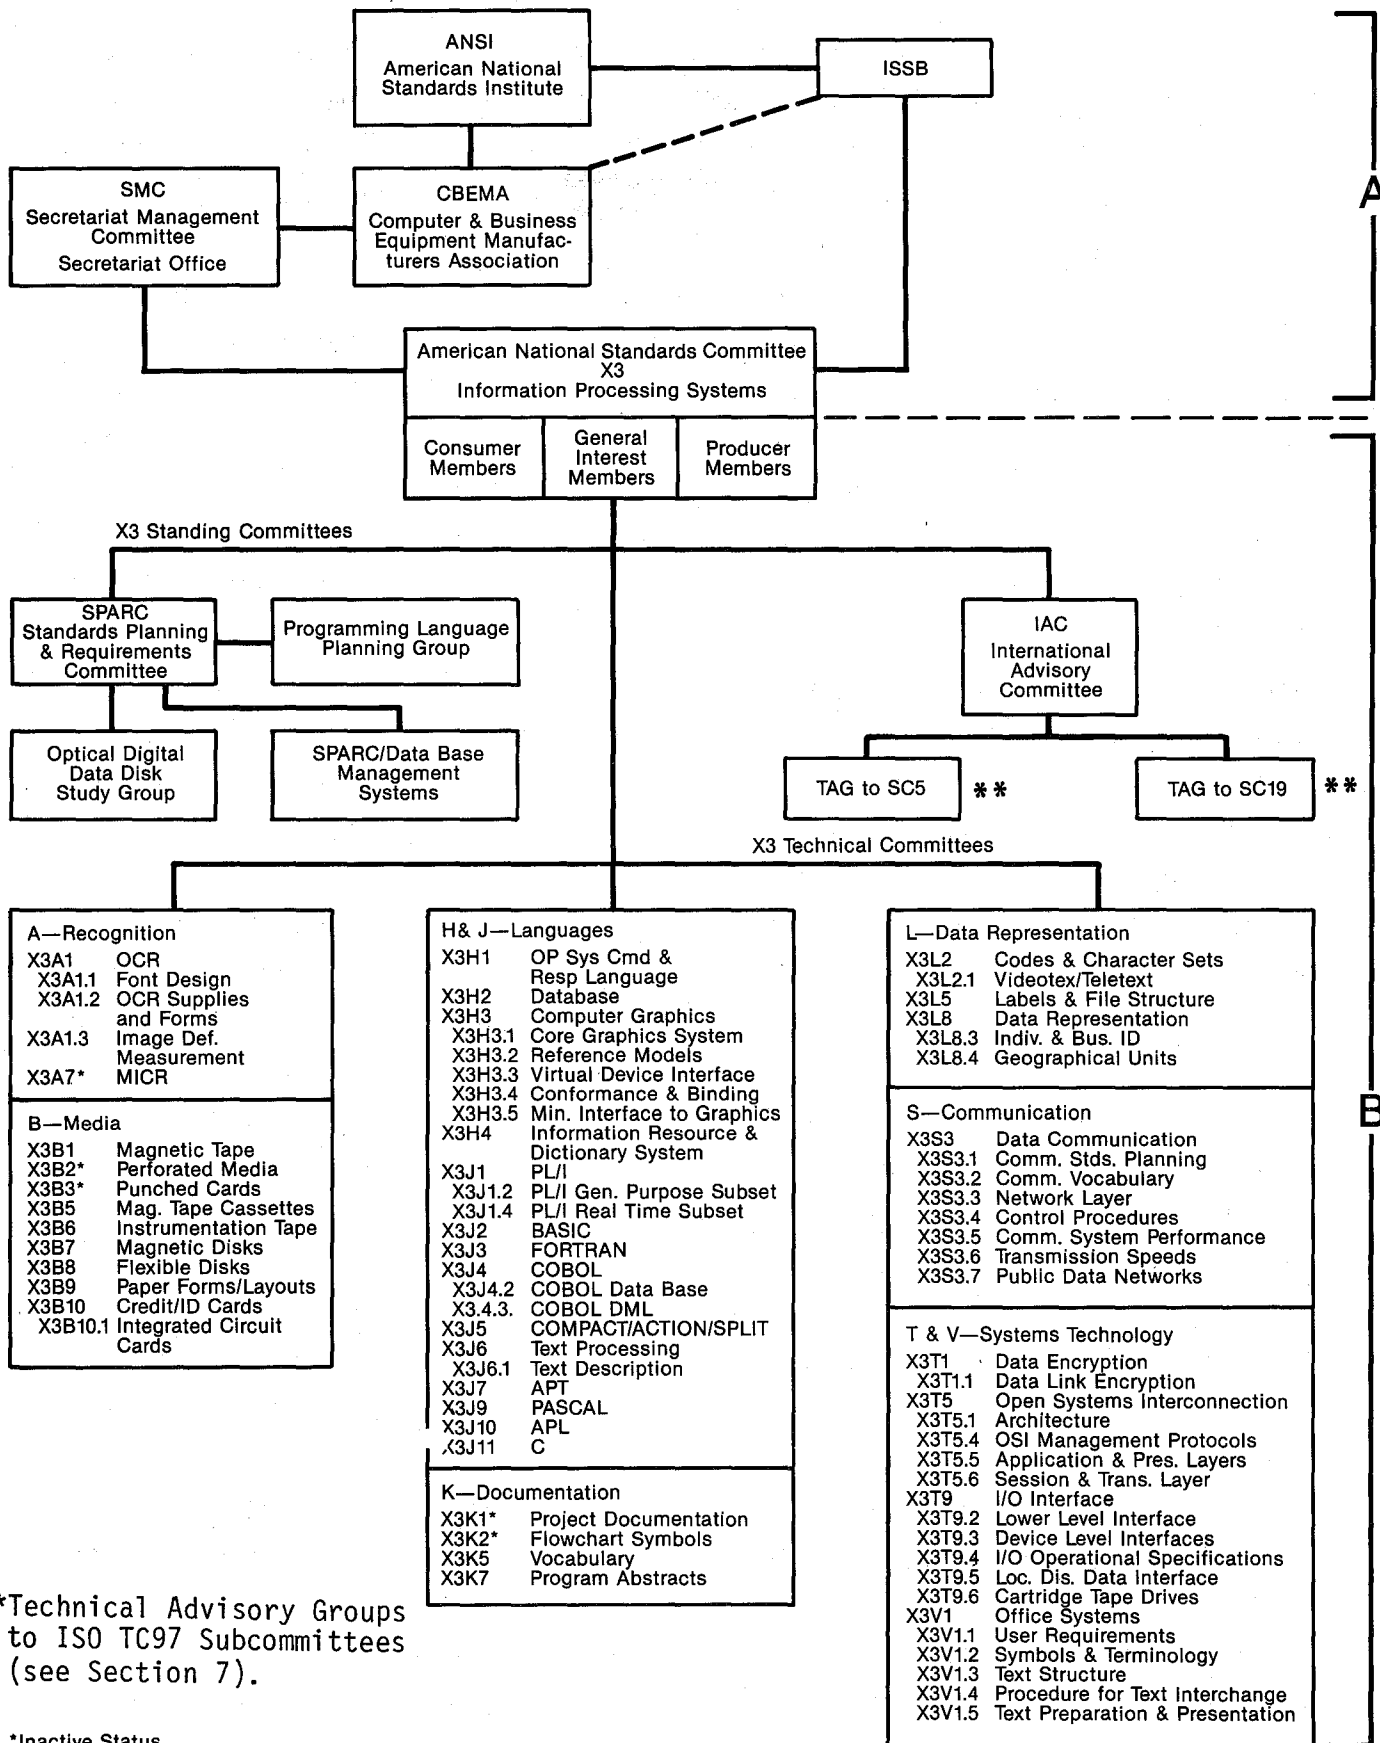 ANSI
American National
Standards Institute
ISSB
SMC
Secretariat Management
Committee
Secretariat Office
CBEMA
Computer & Business
Equipment Manufac-
turers Association
A
American National Standards Committee
X3
Information Processing Systems
Consumer
Members
General
Interest
Members
Producer
Members
X3 Standing Committees
SPARC
Standards Planning
& Requirements
Committee
Programming Language
Planning Group
IAC
International
Advisory
Committee
Optical Digital
Data Disk
Study Group
SPARC/Data Base
Management
Systems
TAG to SC5 **
TAG to SC19 **
X3 Technical Committees
A—Recognition
X3A1 OCR
X3A1.1 Font Design
X3A1.2 OCR Supplies
and Forms
X3A1.3 Image Def.
Measurement
X3A7* MICR
B—Media
X3B1 Magnetic Tape
X3B2* Perforated Media
X3B3* Punched Cards
X3B5 Mag. Tape Cassettes
X3B6 Instrumentation Tape
X3B7 Magnetic Disks
X3B8 Flexible Disks
X3B9 Paper Forms/Layouts
X3B10 Credit/ID Cards
X3B10.1 Integrated Circuit
Cards
H& J—Languages
X3H1 OP Sys Cmd &
Resp Language
X3H2 Database
X3H3 Computer Graphics
X3H3.1 Core Graphics System
X3H3.2 Reference Models
X3H3.3 Virtual Device Interface
X3H3.4 Conformance & Binding
X3H3.5 Min. Interface to Graphics
X3H4 Information Resource &
Dictionary System
X3J1 PL/I
X3J1.2 PL/I Gen. Purpose Subset
X3J1.4 PL/I Real Time Subset
X3J2 BASIC
X3J3 FORTRAN
X3J4 COBOL
X3J4.2 COBOL Data Base
X3.4.3. COBOL DML
X3J5 COMPACT/ACTION/SPLIT
X3J6 Text Processing
X3J6.1 Text Description
X3J7 APT
X3J9 PASCAL
X3J10 APL
X3J11 C
K—Documentation
X3K1* Project Documentation
X3K2* Flowchart Symbols
X3K5 Vocabulary
X3K7 Program Abstracts
L—Data Representation
X3L2 Codes & Character Sets
X3L2.1 Videotex/Teletext
X3L5 Labels & File Structure
X3L8 Data Representation
X3L8.3 Indiv. & Bus. ID
X3L8.4 Geographical Units
S—Communication
X3S3 Data Communication
X3S3.1 Comm. Stds. Planning
X3S3.2 Comm. Vocabulary
X3S3.3 Network Layer
X3S3.4 Control Procedures
X3S3.5 Comm. System Performance
X3S3.6 Transmission Speeds
X3S3.7 Public Data Networks
T & V—Systems Technology
X3T1 Data Encryption
X3T1.1 Data Link Encryption
X3T5 Open Systems Interconnection
X3T5.1 Architecture
X3T5.4 OSI Management Protocols
X3T5.5 Application & Pres. Layers
X3T5.6 Session & Trans. Layer
X3T9 I/O Interface
X3T9.2 Lower Level Interface
X3T9.3 Device Level Interfaces
X3T9.4 I/O Operational Specifications
X3T9.5 Loc. Dis. Data Interface
X3T9.6 Cartridge Tape Drives
X3V1 Office Systems
X3V1.1 User Requirements
X3V1.2 Symbols & Terminology
X3V1.3 Text Structure
X3V1.4 Procedure for Text Interchange
X3V1.5 Text Preparation & Presentation
B
*Technical Advisory Groups
to ISO TC97 Subcommittees
(see Section 7).
*Inactive Status